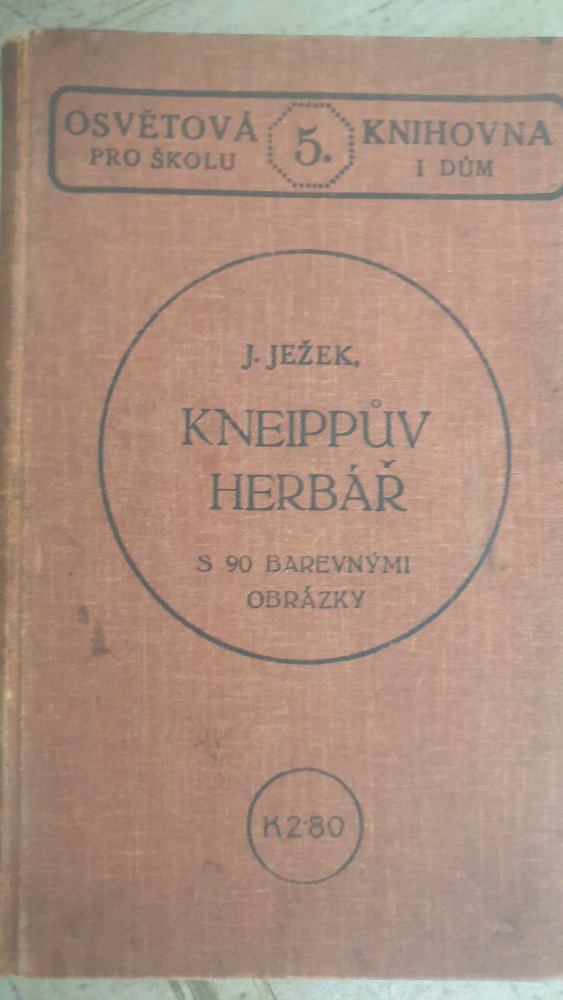 OSVĚTOVÁ 5. KNIHOVNA
PRO ŠKOLU I DŮM
J. JEŽEK,
KNEIPPŮV
HERBÁŘ
S 90 BAREVNÝMI
OBRÁZKY
K 2·80